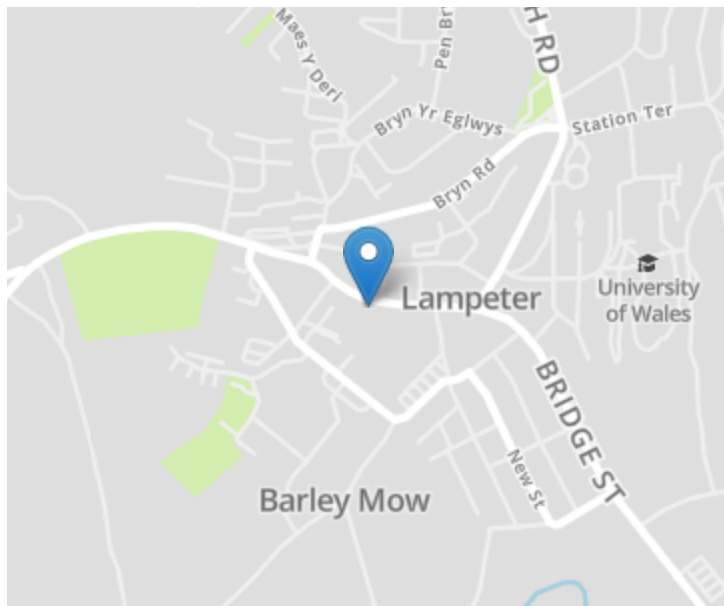 Maes Y Deri
Pen Br
H RD
Bryn Yr Eglwys
Station Ter
Bryn Rd
Lampeter
University
of Wales
BRIDGE ST
New St
Barley Mow